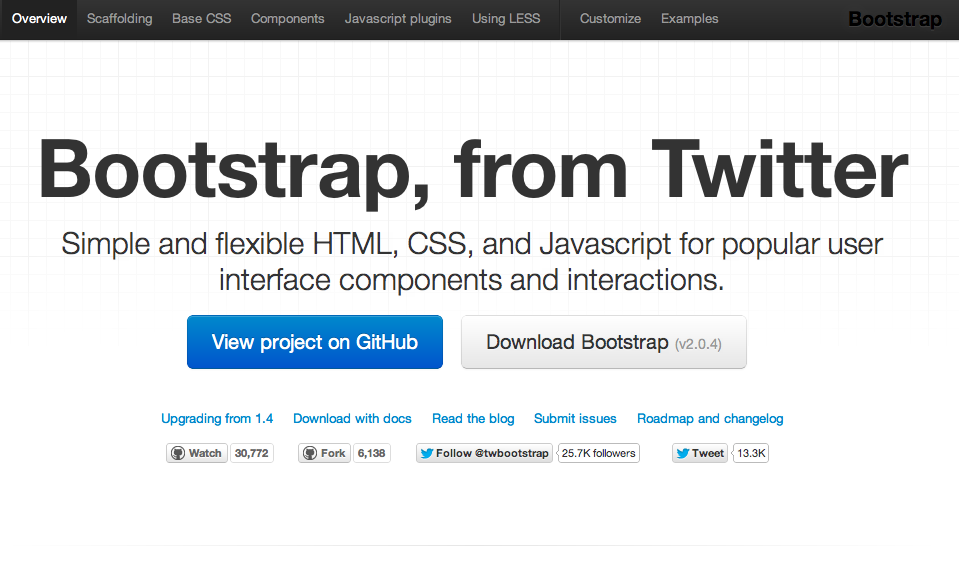 Overview Scaffolding Base CSS Components Javascript plugins Using LESS Customize Examples Bootstrap
Bootstrap, from Twitter
Simple and flexible HTML, CSS, and Javascript for popular user
interface components and interactions.
View project on GitHub Download Bootstrap (v2.0.4)
Upgrading from 1.4 Download with docs Read the blog Submit issues Roadmap and changelog
Watch 30,772 Fork 6,138 Follow @twbootstrap 25.7K followers Tweet 13.3K